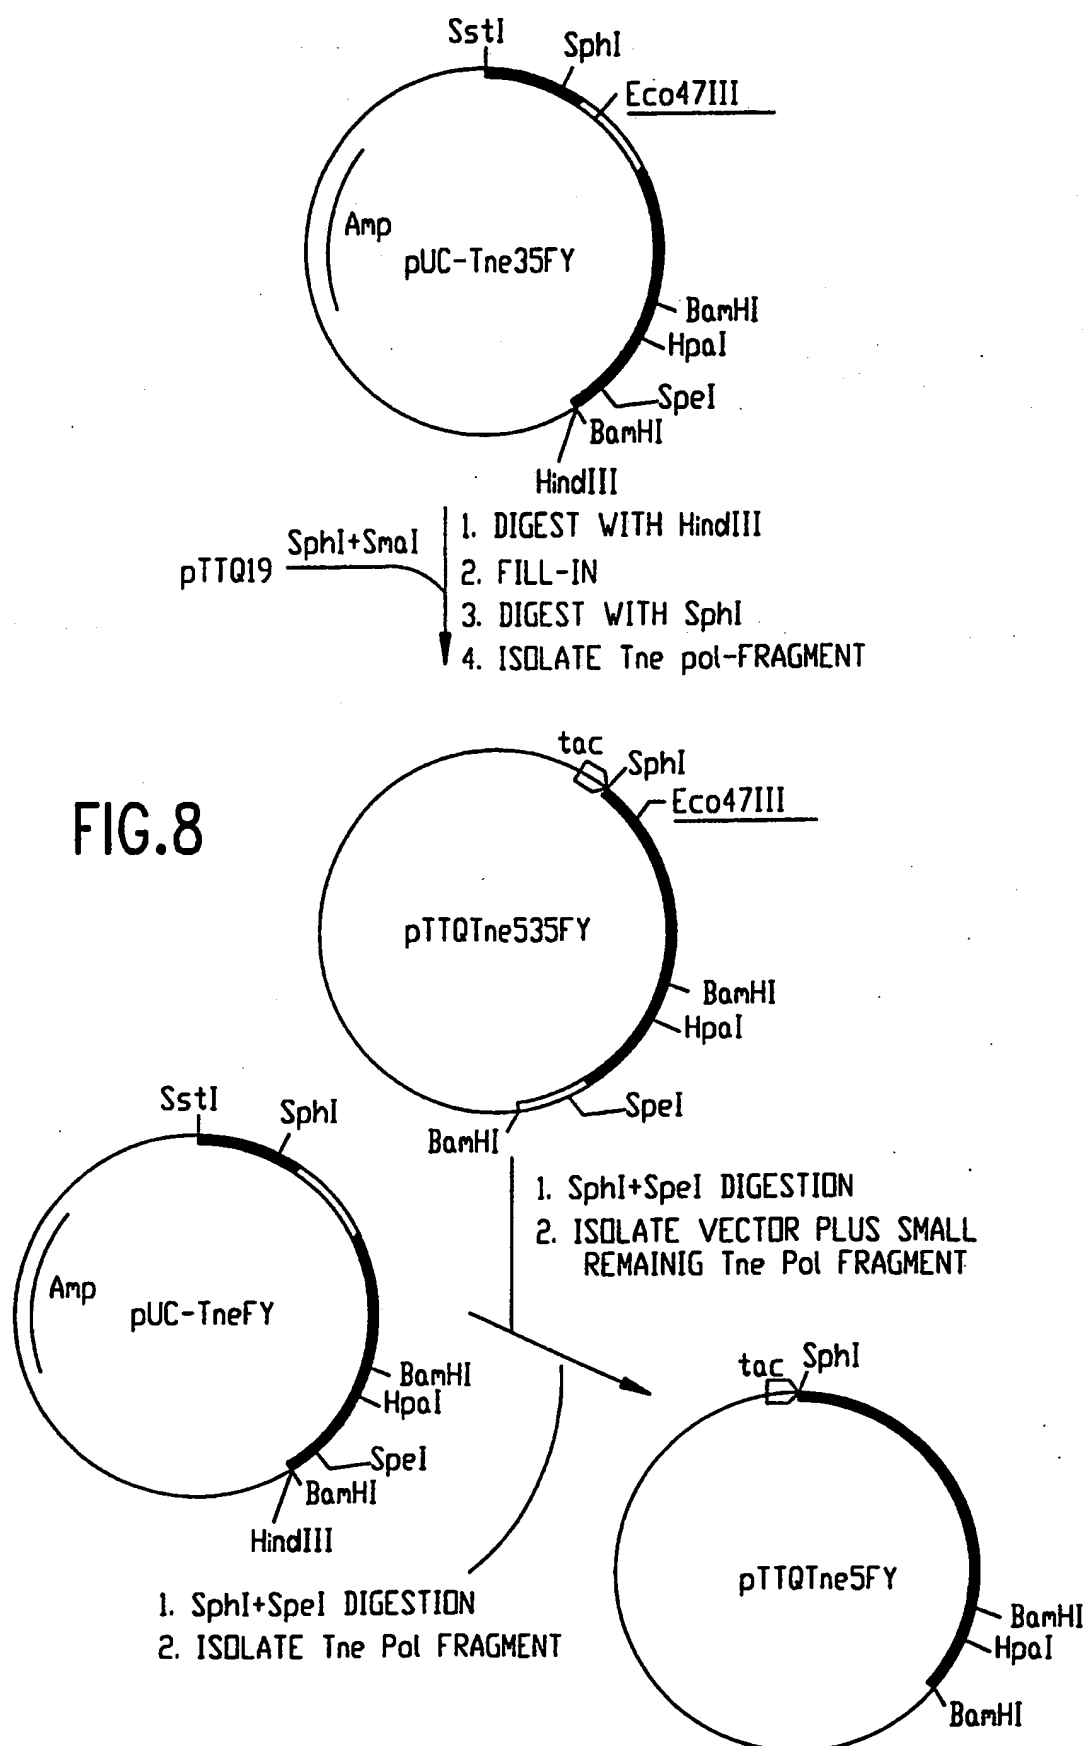 SstI
SphI
Eco47III
Amp
pUC-Tne35FY
BamHI
HpaI
SpeI
BamHI
HindIII
pTTQ19
SphI+SmaI
1. DIGEST WITH HindIII
2. FILL-IN
3. DIGEST WITH SphI
4. ISOLATE Tne pol-FRAGMENT
FIG.8
tac
SphI
Eco47III
pTTQTne535FY
BamHI
HpaI
SpeI
BamHI
1. SphI+SpeI DIGESTION
2. ISOLATE VECTOR PLUS SMALL
REMAINIG Tne Pol FRAGMENT
SstI
SphI
Amp
pUC-TneFY
BamHI
HpaI
SpeI
BamHI
HindIII
1. SphI+SpeI DIGESTION
2. ISOLATE Tne Pol FRAGMENT
tac
SphI
pTTQTne5FY
BamHI
HpaI
BamHI